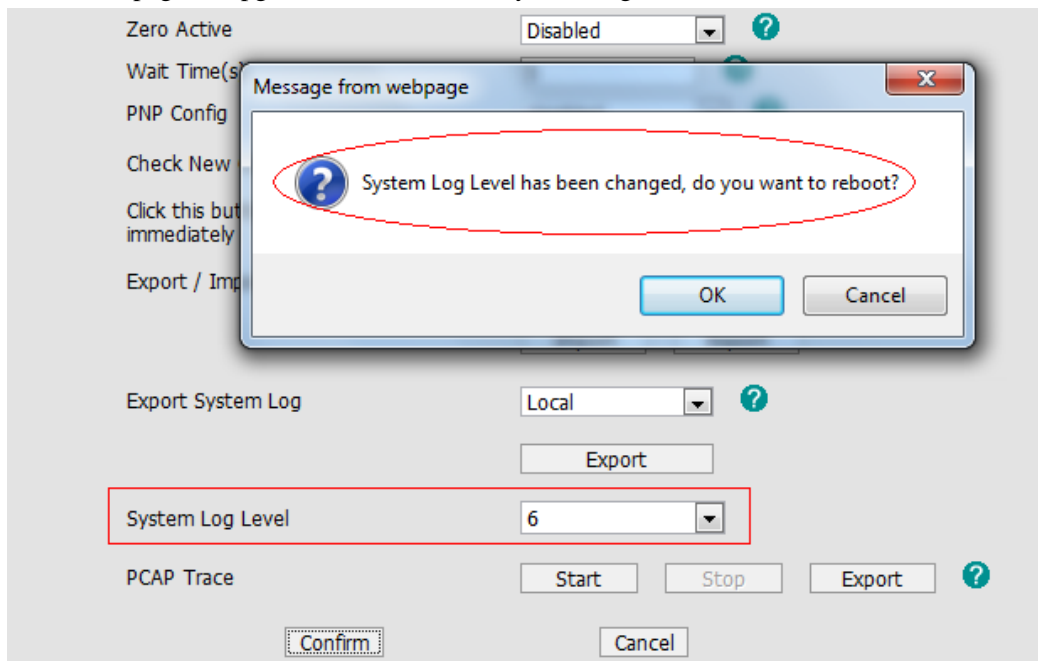 Zero Active
Disabled
Wait Time(s
Message from webpage
PNP Config
Check New
System Log Level has been changed, do you want to reboot?
Click this but
immediately
Export / Imp
OK
Cancel
Export System Log
Local
Export
System Log Level
6
PCAP Trace
Start
Stop
Export
Confirm
Cancel